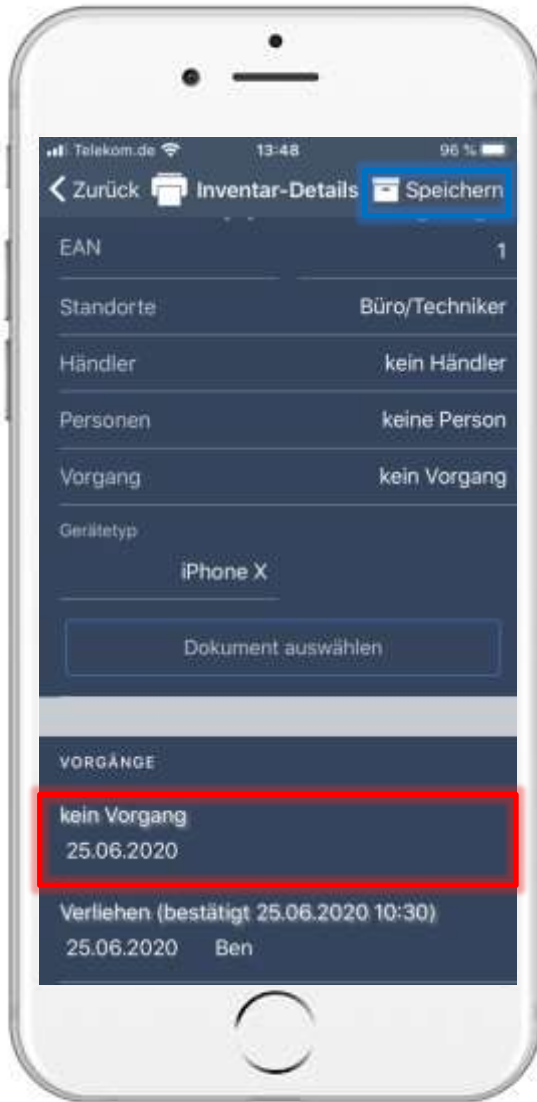 Telekom.de 13:48 96 %
Zurück Inventar-Details Speichern
EAN 1
Standorte Büro/Techniker
Händler kein Händler
Personen keine Person
Vorgang kein Vorgang
Gerätetyp
iPhone X
Dokument auswählen
VORGÄNGE
kein Vorgang
25.06.2020
Verliehen (bestätigt 25.06.2020 10:30)
25.06.2020 Ben